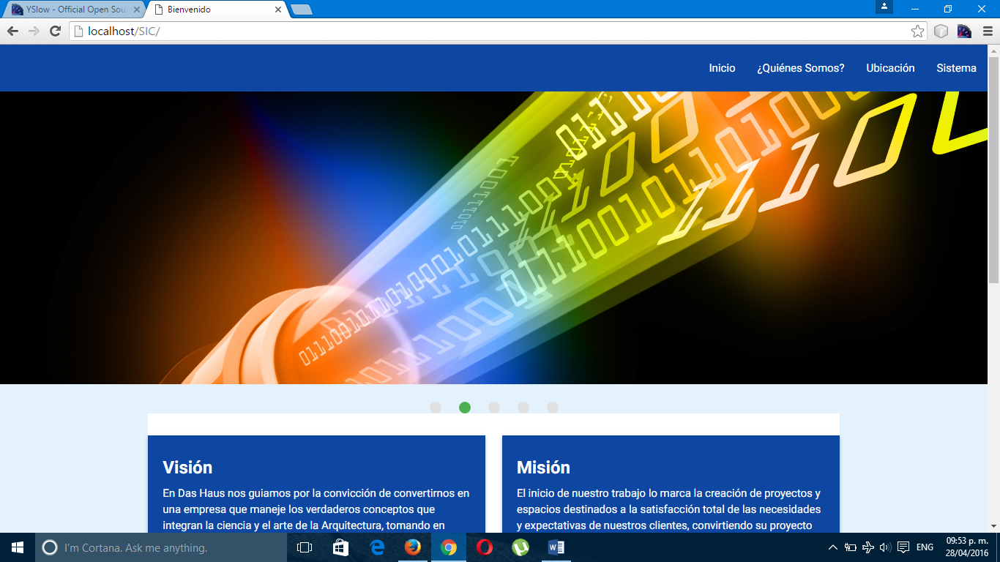 YSlow - Official Open Sou
Bienvenido
localhost/SIC/
Inicio ¿Quiénes Somos? Ubicación Sistema
Visión
En Das Haus nos guiamos por la convicción de convertirnos en
una empresa que maneje los verdaderos conceptos que
integran la ciencia y el arte de la Arquitectura, tomando en
Misión
El inicio de nuestro trabajo lo marca la creación de proyectos y
espacios destinados a la satisfacción total de las necesidades
y expectativas de nuestros clientes, convirtiendo su proyecto
I'm Cortana. Ask me anything.
ENG
09:53 p. m.
28/04/2016